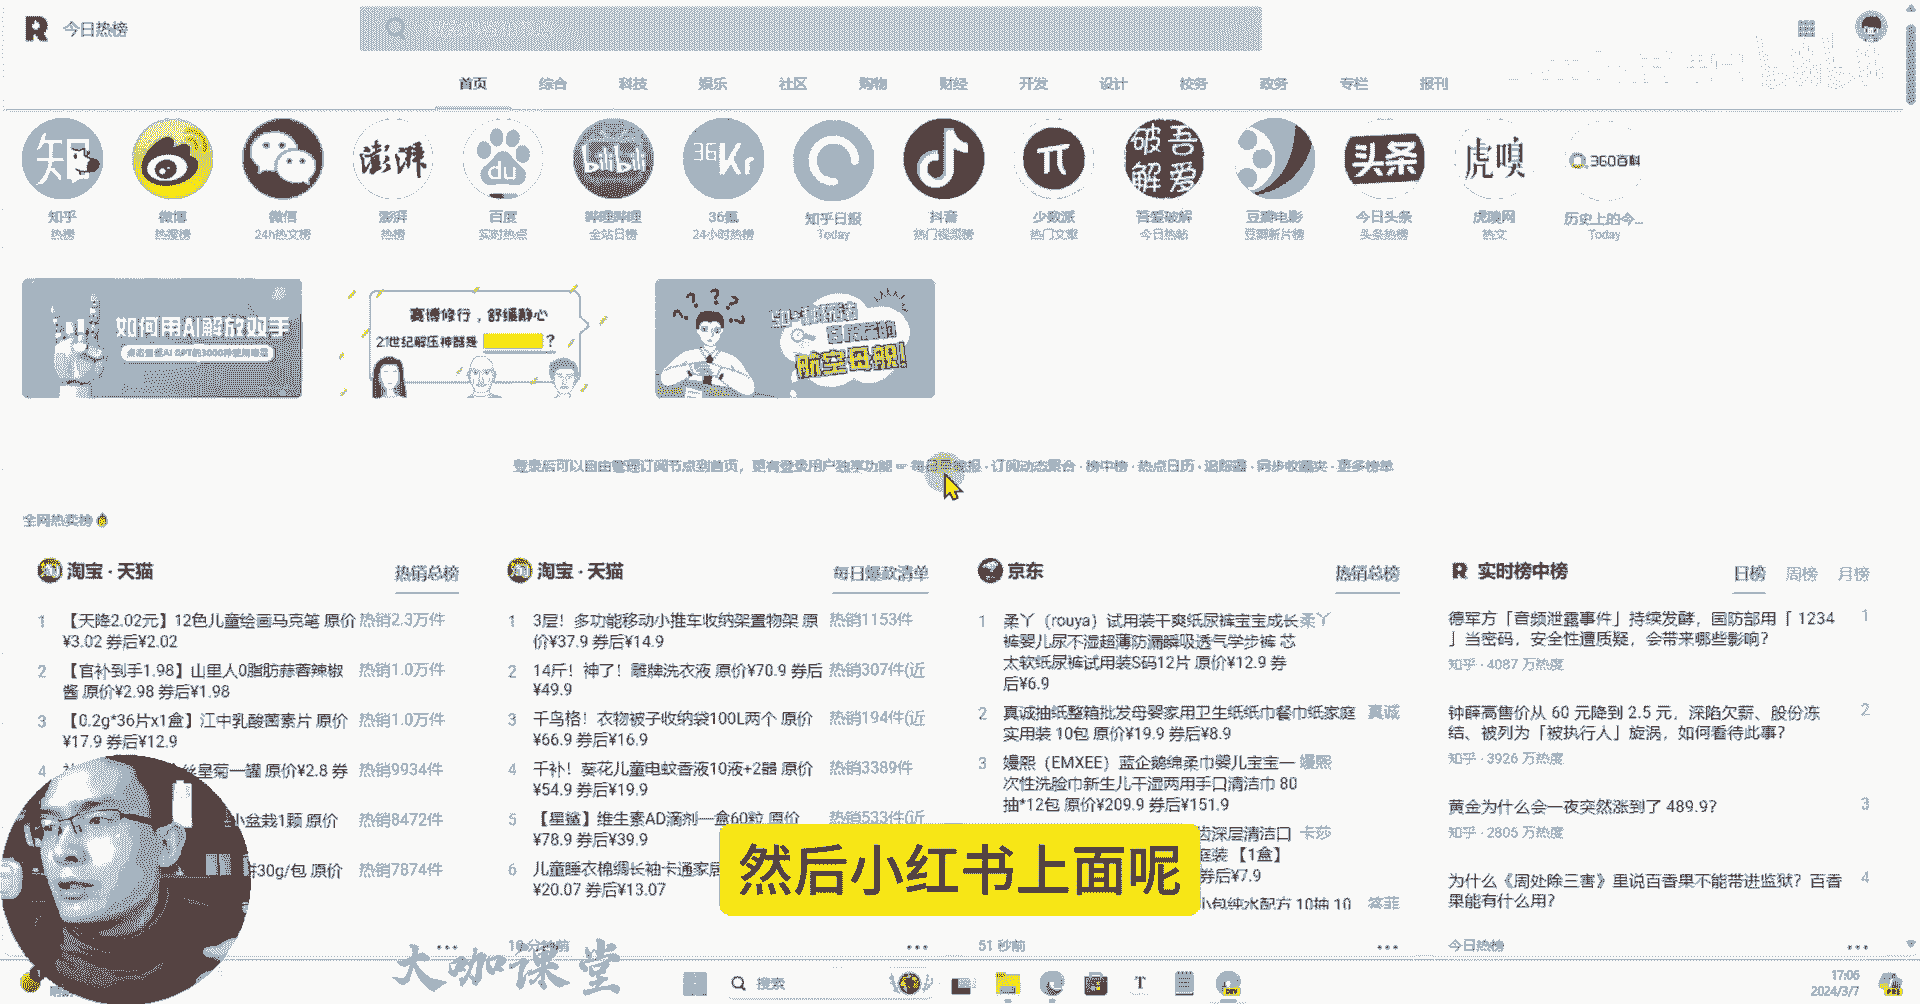 今日热榜
首页 综合 科技 娱乐 社区 购物 财经 开发 设计 校务 政务 专栏 报刊
知 澎湃 du bilibili 36Kr π 吾爱破解 头条 虎嗅 360百科
知乎 微博 微信 澎湃 百度 哔哩哔哩 36氪 知乎日报 抖音 少数派 吾爱破解 豆瓣电影 今日头条 虎嗅网 历史上的今...
热榜 热搜榜 24h热文榜 热榜 实时热点 全站日榜 24小时热榜 Today 热门视频榜 热门文章 今日热帖 豆瓣新片榜 头条热榜 热文 Today
如何用AI解放双手
赛博修行，舒缓静心
21世纪解压神器是 ？
航空母舰！
登录后可以自由管理订阅节点到首页，更有登录用户独享功能 ·订阅动态聚合·榜中榜·热点日历·追踪器·同步收藏夹·更多榜单
全网热卖榜
淘宝 · 天猫 热销总榜
1 【天降2.02元】12色儿童绘画马克笔 原价 热销2.3万件
¥3.02 券后¥2.02
2 【官补到手1.98】山里人0脂肪蒜蓉辣椒 热销1.0万件
酱 原价¥2.98 券后¥1.98
3 【0.2g*36片x1盒】江中乳酸菌素片 原价 热销1.0万件
¥17.9 券后¥12.9
4 丝皇菊一罐 原价¥2.8 券 热销9934件
小盆栽1颗 原价 热销8472件
30g/包 原价 热销7874件
淘宝 · 天猫 每日爆款清单
1 3层！多功能移动小推车收纳架置物架 原 热销1153件
价¥37.9 券后¥14.9
2 14斤！神了！雕牌洗衣液 原价¥70.9 券后 热销307件(近
¥49.9
3 千鸟格！衣物被子收纳袋100L两个 原价 热销194件(近
¥66.9 券后¥16.9
4 千补！葵花儿童电蚊香液10液+2器 原价 热销3389件
¥54.9 券后¥19.9
5 【星鲨】维生素AD滴剂一盒60粒 原价 热销533件(近
¥78.9 券后¥39.9
6 儿童睡衣棉绸长袖卡通家居
¥20.07 券后¥13.07
京东 热销总榜
1 柔丫（rouya）试用装干爽纸尿裤宝宝成长 柔丫
裤婴儿尿不湿超薄防漏瞬吸透气学步裤 芯
太软纸尿裤试用装S码12片 原价¥12.9 券
后¥6.9
2 真诚抽纸整箱批发母婴家用卫生纸纸巾餐巾纸家庭 真诚
实用装 10包 原价¥19.9 券后¥8.9
3 嫚熙（EMXEE）蓝企鹅绵柔巾婴儿宝宝一 嫚熙
次性洗脸巾新生儿干湿两用手口清洁巾 80
抽*12包 原价¥209.9 券后¥151.9
齿深层清洁口 卡莎
庭装 【1盒】
券后¥7.9
小包纯水配方 10抽 10
51 秒前
R 实时榜中榜 日榜 周榜 月榜
德军方「音频泄露事件」持续发酵，国防部用「 1234 1
」当密码，安全性遭质疑，会带来哪些影响？
知乎 · 4087 万热度
钟薛高售价从 60 元降到 2.5 元，深陷欠薪、股份冻 2
结、被列为「被执行人」旋涡，如何看待此事？
知乎 · 3926 万热度
黄金为什么会一夜突然涨到了 489.9？ 3
知乎 · 2805 万热度
为什么《周处除三害》里说百香果不能带进监狱？百香 4
果能有什么用？
今日热榜
然后小红书上面呢
大咖课堂
搜索
17:06
2024/3/7